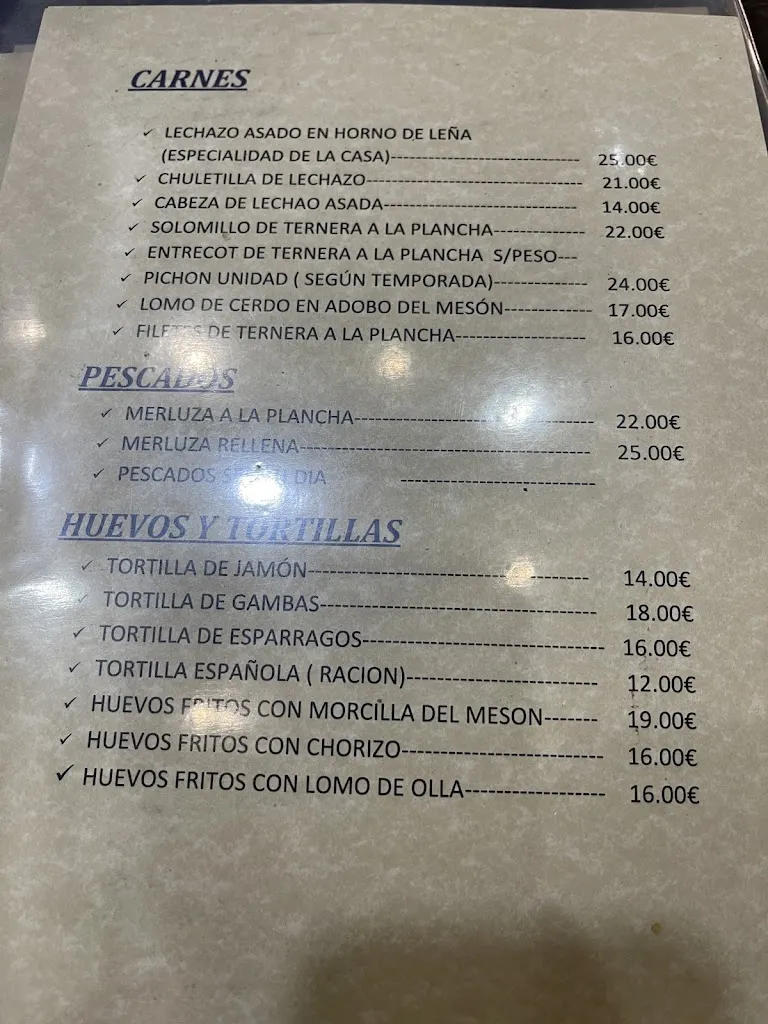 CARNES
✓ LECHAZO ASADO EN HORNO DE LEÑA
(ESPECIALIDAD DE LA CASA)------------------------------ 25.00€
✓ CHULETILLA DE LECHAZO---------------------------------- 21.00€
✓ CABEZA DE LECHAO ASADA------------------------------ 14.00€
✓ SOLOMILLO DE TERNERA A LA PLANCHA-------------- 22.00€
✓ ENTRECOT DE TERNERA A LA PLANCHA S/PESO---
✓ PICHON UNIDAD ( SEGÚN TEMPORADA)-------------- 24.00€
✓ LOMO DE CERDO EN ADOBO DEL MESÓN------------- 17.00€
✓ FILETES DE TERNERA A LA PLANCHA------------------- 16.00€
PESCADOS
✓ MERLUZA A LA PLANCHA----------------------------------- 22.00€
✓ MERLUZA RELLENA------------------------------------------ 25.00€
✓ PESCADOS DIA ----------------------------
HUEVOS Y TORTILLAS
✓ TORTILLA DE JAMÓN---------------------------------------- 14.00€
✓ TORTILLA DE GAMBAS--------------------------------------- 18.00€
✓ TORTILLA DE ESPARRAGOS---------------------------------- 16.00€
✓ TORTILLA ESPAÑOLA ( RACION)--------------------------- 12.00€
✓ HUEVOS FRITOS CON MORCILLA DEL MESON------- 19.00€
✓ HUEVOS FRITOS CON CHORIZO--------------------------- 16.00€
✓ HUEVOS FRITOS CON LOMO DE OLLA------------------ 16.00€